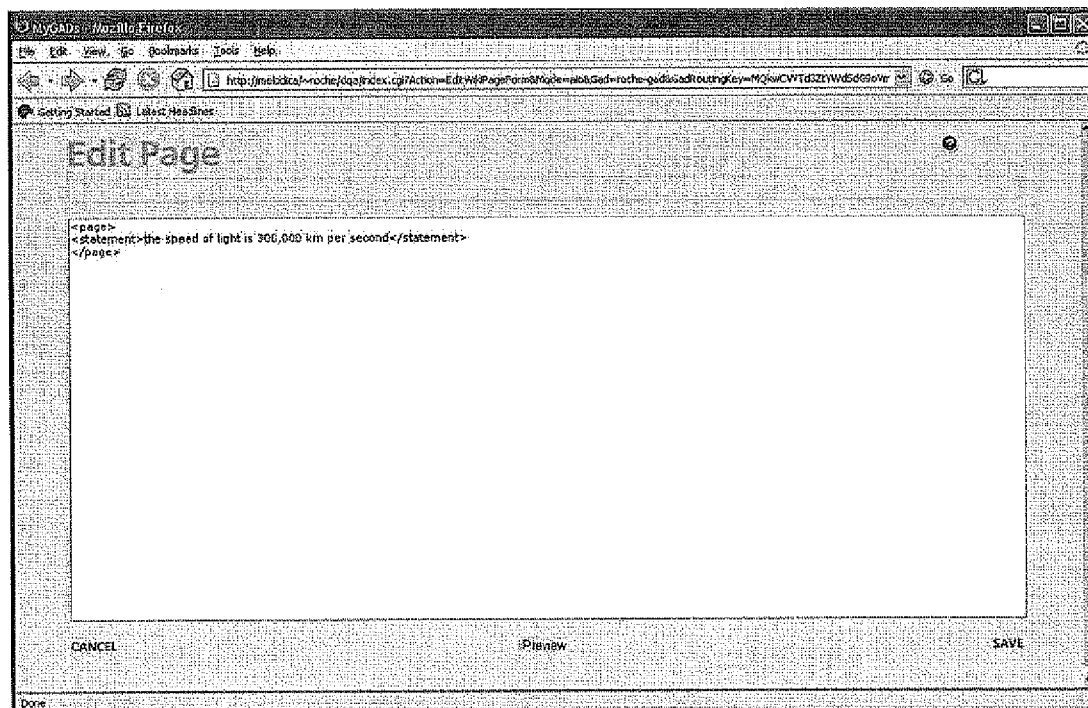 MyGADs - Mozilla Firefox
File Edit View Go Bookmarks Tools Help
Go
Getting Started Latest Headlines
Edit Page
<page>
<statement>the speed of light is 300,000 km per second</statement>
</page>
CANCEL Preview SAVE
Done